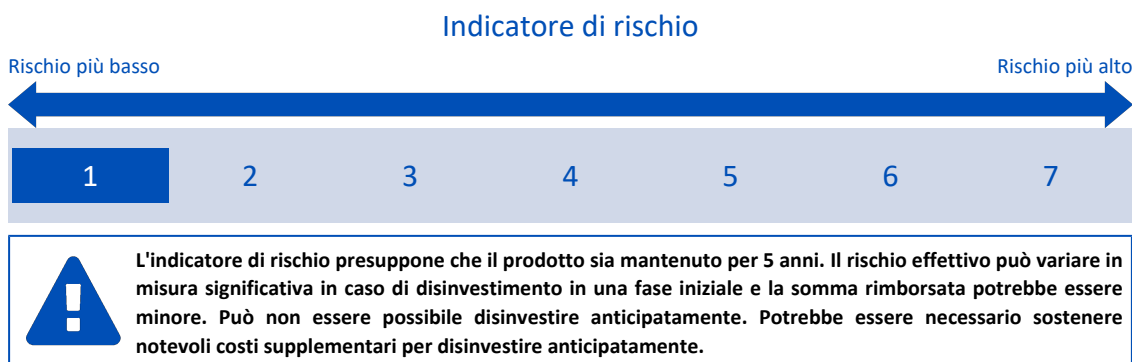 Indicatore di rischio
Rischio più basso Rischio più alto
1 2 3 4 5 6 7
L'indicatore di rischio presuppone che il prodotto sia mantenuto per 5 anni. Il rischio effettivo può variare in
misura significativa in caso di disinvestimento in una fase iniziale e la somma rimborsata potrebbe essere
minore. Può non essere possibile disinvestire anticipatamente. Potrebbe essere necessario sostenere
notevoli costi supplementari per disinvestire anticipatamente.